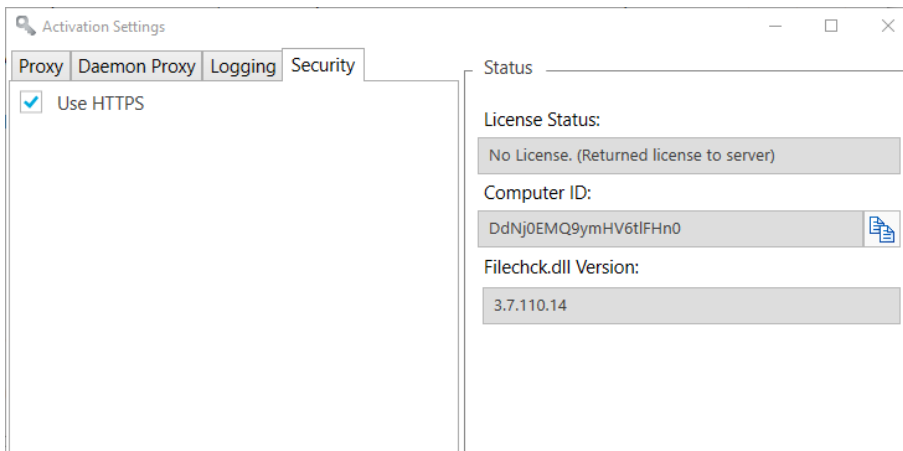 Activation Settings
Proxy Daemon Proxy Logging Security
Use HTTPS
Status
License Status:
No License. (Returned license to server)
Computer ID:
DdNj0EMQ9ymHV6tlFHn0
Filechck.dll Version:
3.7.110.14